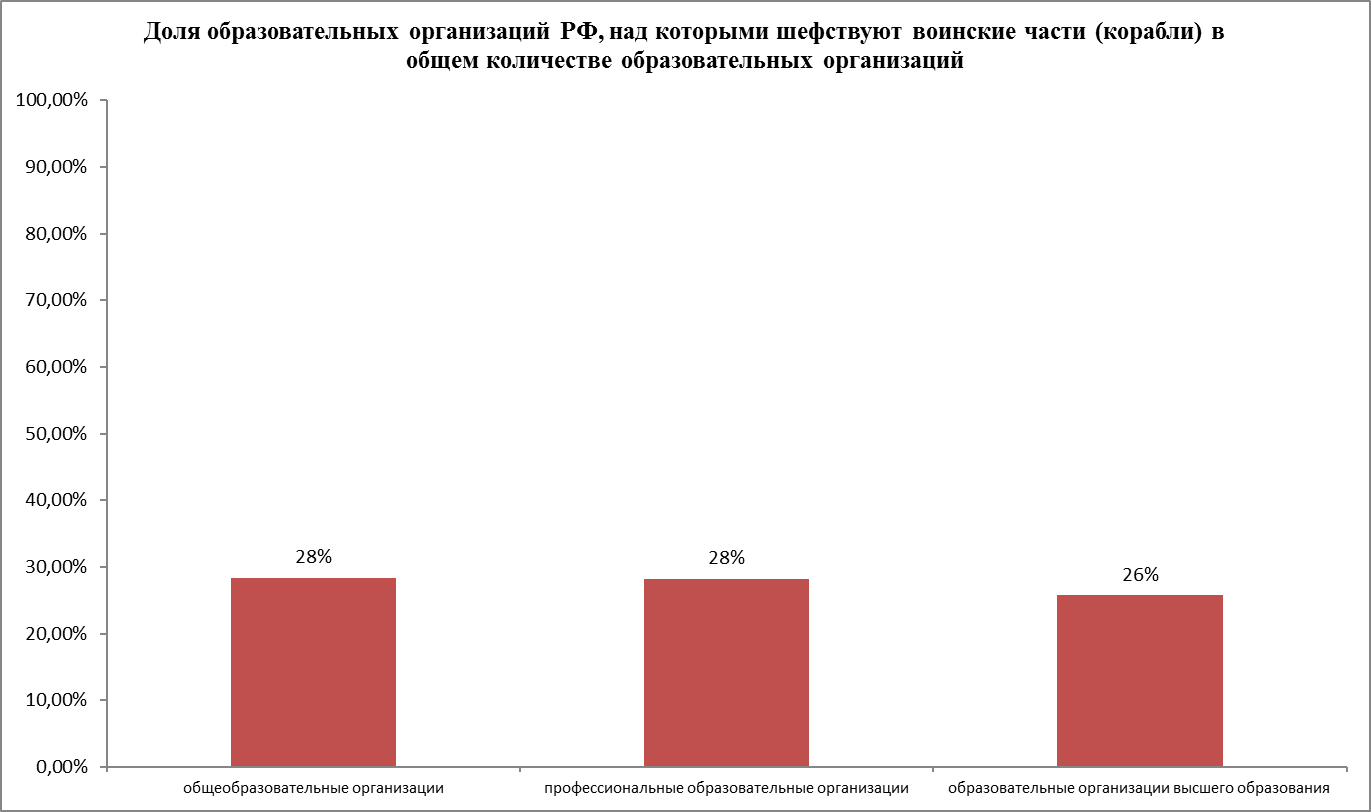 Доля образовательных организаций РФ, над которыми шефствуют воинские части (корабли) в
общем количестве образовательных организаций
100,00%
90,00%
80,00%
70,00%
60,00%
50,00%
40,00%
30,00%
20,00%
10,00%
0,00%
28%
28%
26%
общеобразовательные организации
профессиональные образовательные организации
образовательные организации высшего образования